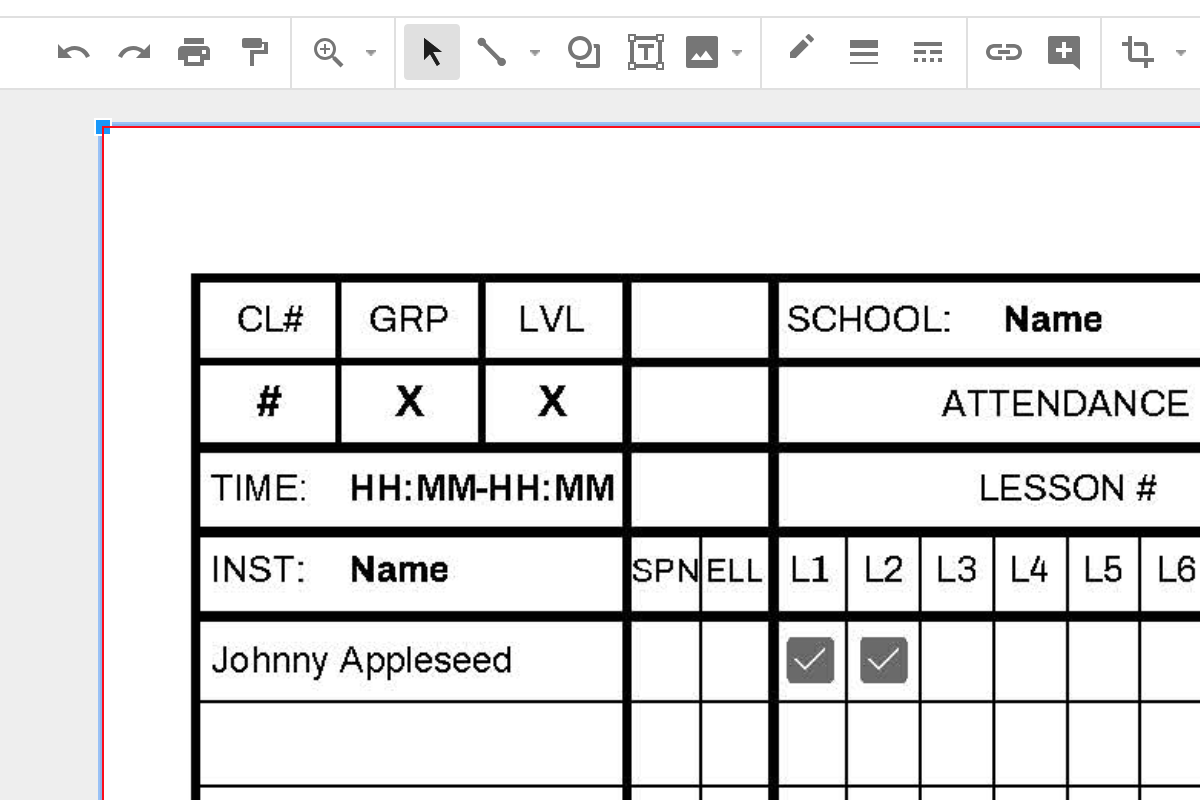 CL# GRP LVL SCHOOL: Name
# X X ATTENDANCE
TIME: HH:MM-HH:MM LESSON #
INST: Name SPN ELL L1 L2 L3 L4 L5 L6
Johnny Appleseed